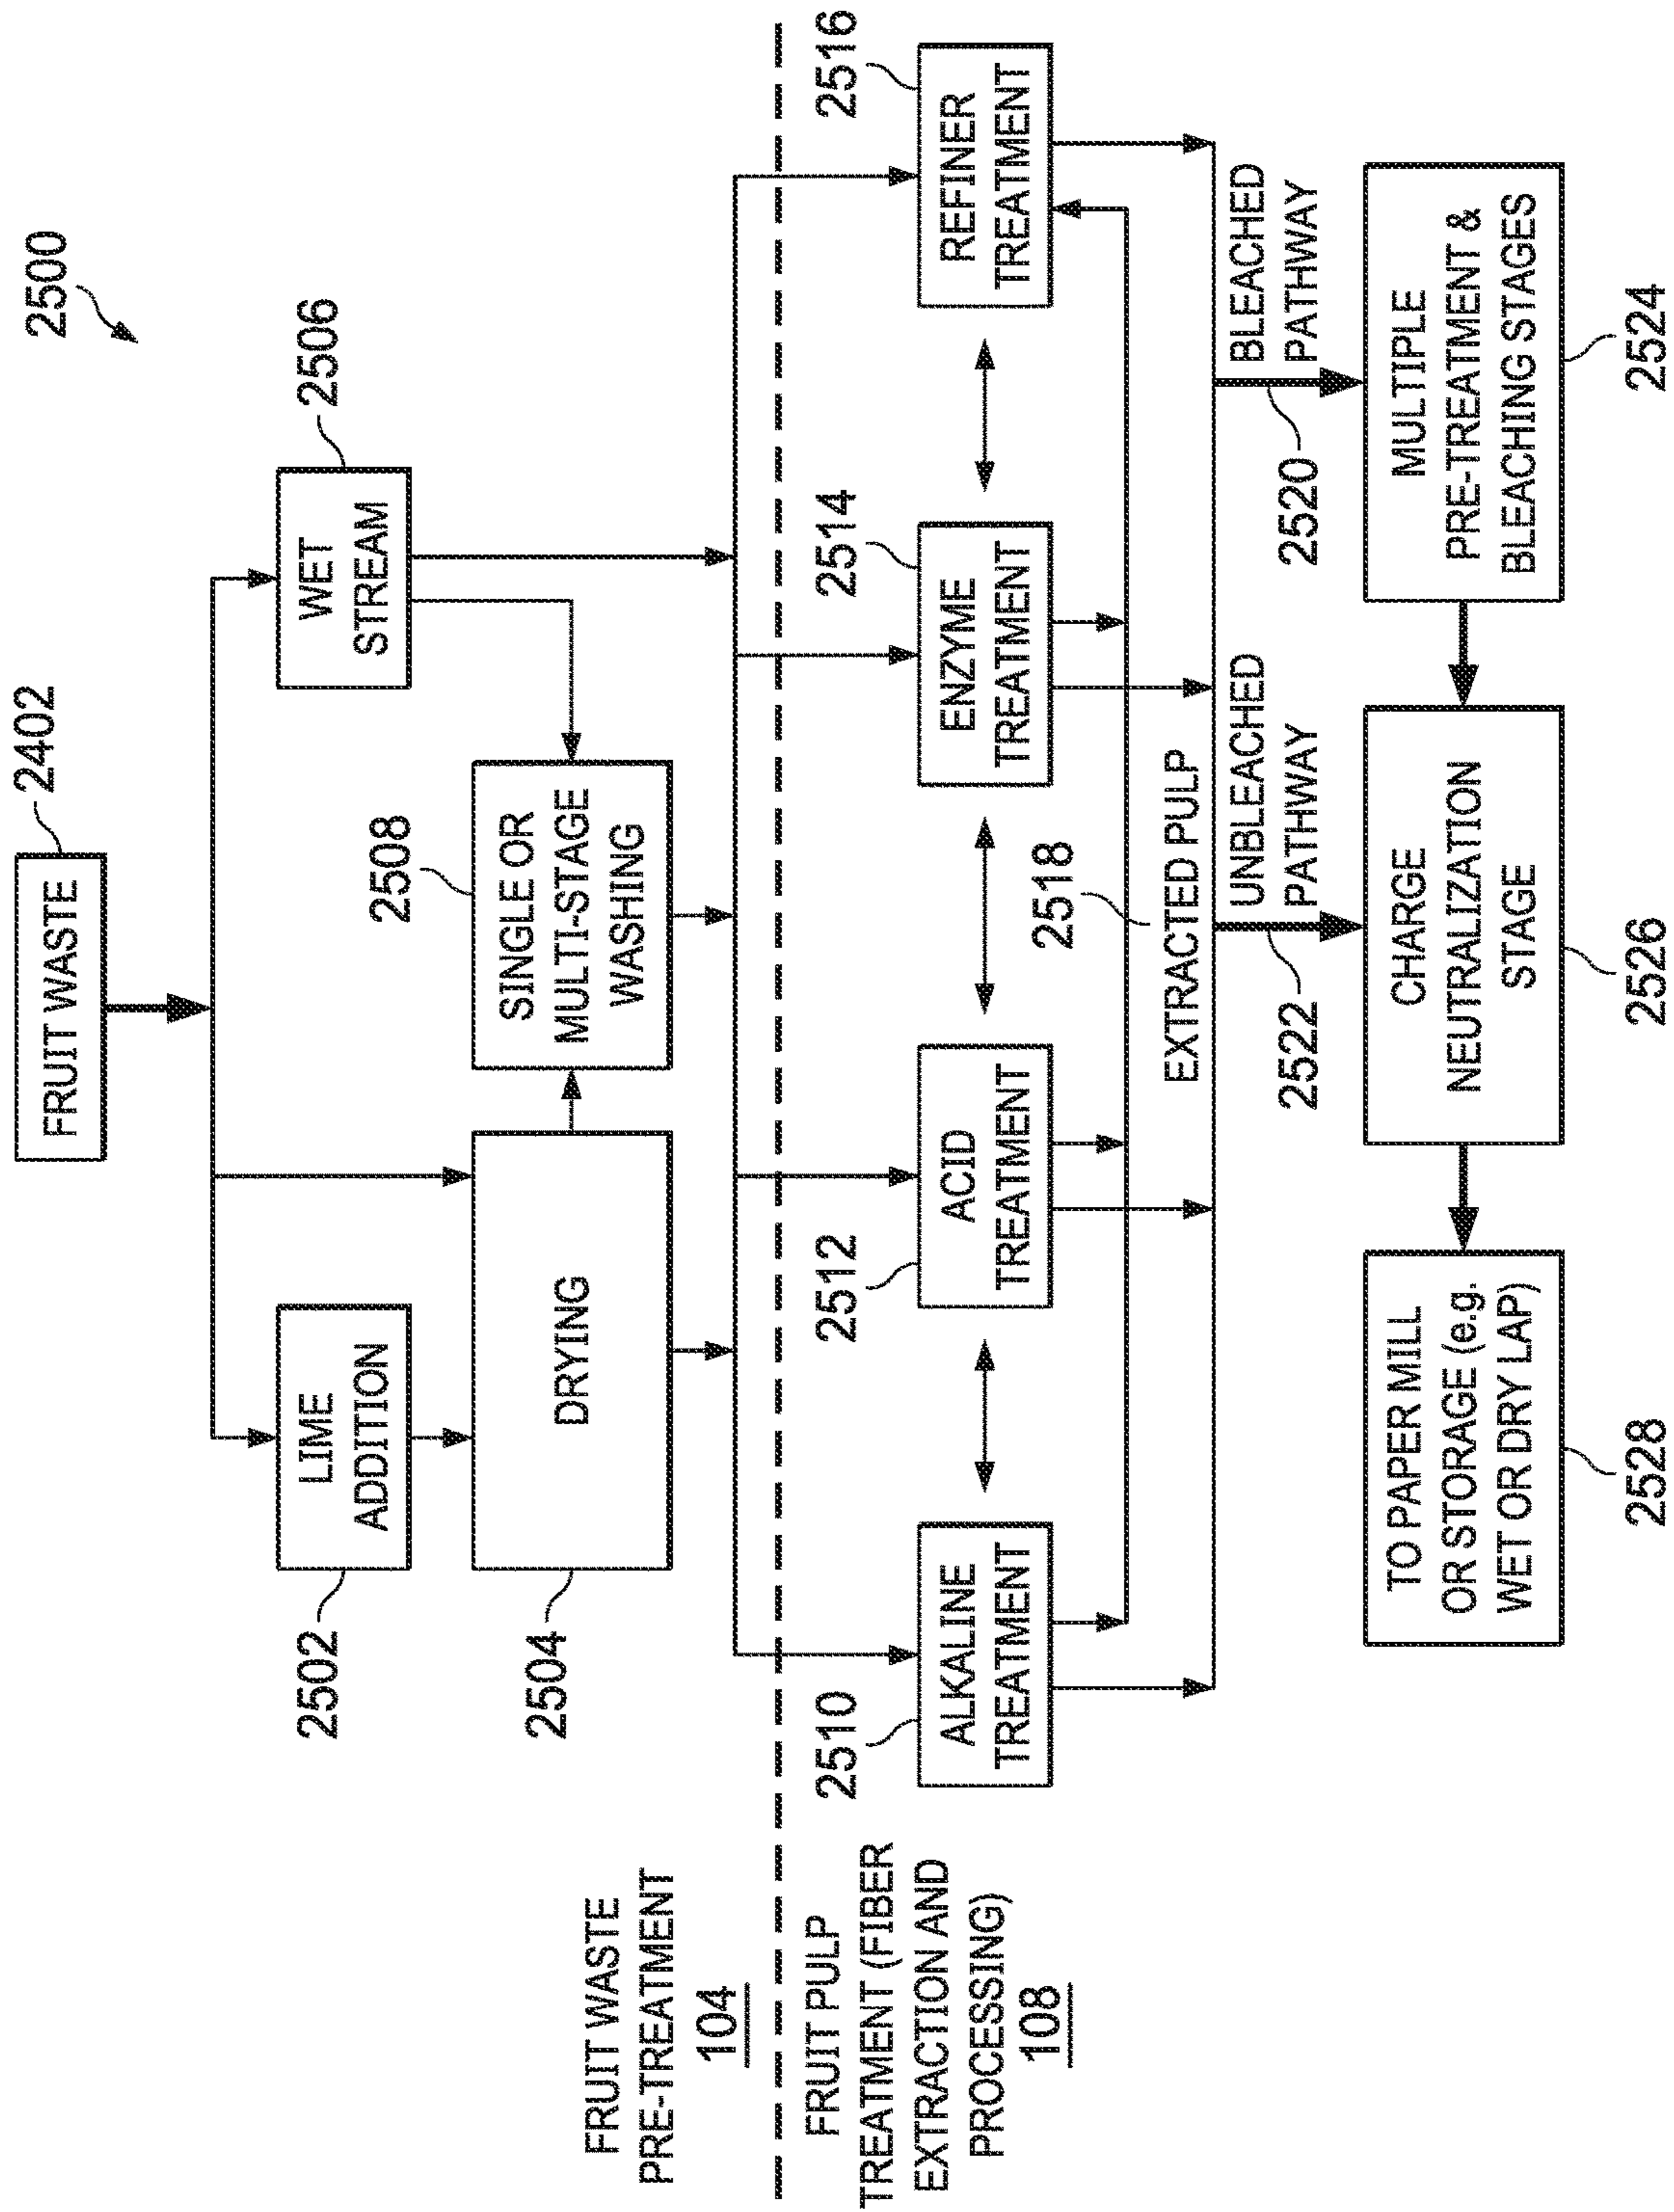 2500
FRUIT WASTE
2402
LIME
ADDITION
2502
WET
STREAM
2506
DRYING
2504
SINGLE OR
MULTI-STAGE
WASHING
2508
FRUIT WASTE
PRE-TREATMENT
104
FRUIT PULP
TREATMENT (FIBER
EXTRACTION AND
PROCESSING)
108
2510
ALKALINE
TREATMENT
2512
ACID
TREATMENT
2514
ENZYME
TREATMENT
2516
REFINER
TREATMENT
2518
EXTRACTED PULP
UNBLEACHED
PATHWAY
2522
BLEACHED
PATHWAY
2520
TO PAPER MILL
OR STORAGE (e.g.
WET OR DRY LAP)
2528
CHARGE
NEUTRALIZATION
STAGE
2526
MULTIPLE
PRE-TREATMENT &
BLEACHING STAGES
2524